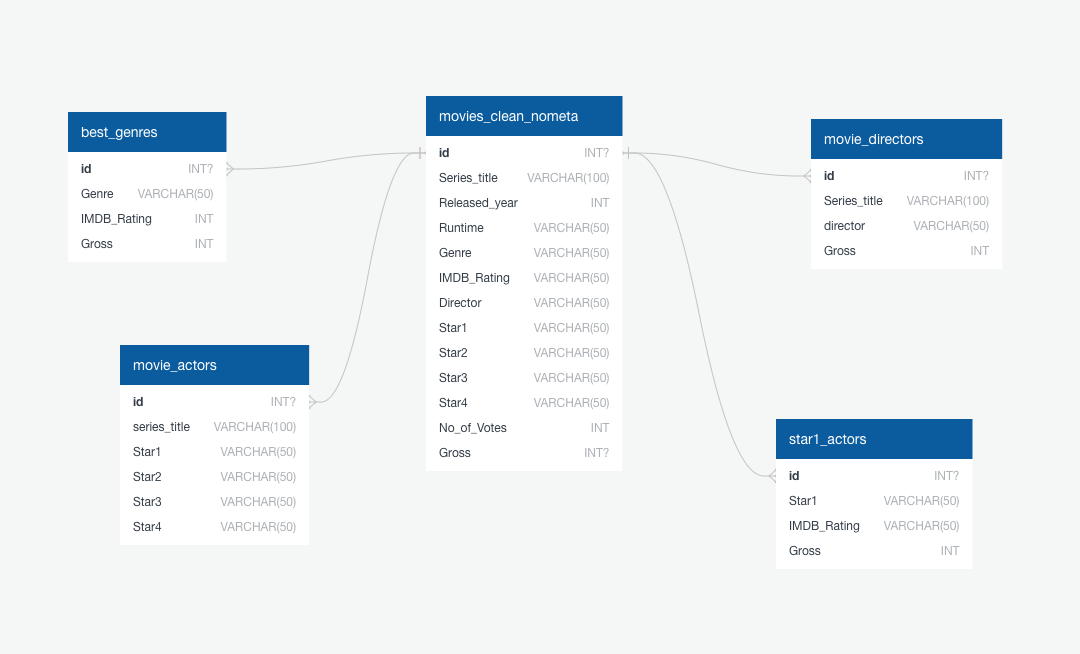 best_genres
id INT?
Genre VARCHAR(50)
IMDB_Rating INT
Gross INT
movies_clean_nometa
id INT?
Series_title VARCHAR(100)
Released_year INT
Runtime VARCHAR(50)
Genre VARCHAR(50)
IMDB_Rating VARCHAR(50)
Director VARCHAR(50)
Star1 VARCHAR(50)
Star2 VARCHAR(50)
Star3 VARCHAR(50)
Star4 VARCHAR(50)
No_of_Votes INT
Gross INT?
movie_directors
id INT?
Series_title VARCHAR(100)
director VARCHAR(50)
Gross INT
movie_actors
id INT?
series_title VARCHAR(100)
Star1 VARCHAR(50)
Star2 VARCHAR(50)
Star3 VARCHAR(50)
Star4 VARCHAR(50)
star1_actors
id INT?
Star1 VARCHAR(50)
IMDB_Rating VARCHAR(50)
Gross INT